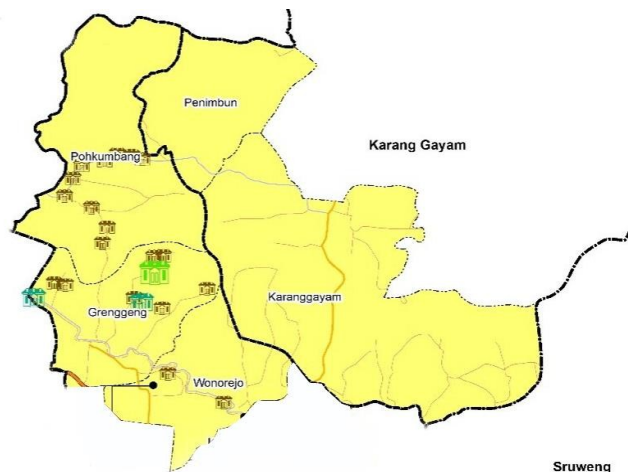 Penimbun
Karang Gayam
Pohkumbang
Karanggayam
Grenggeng
Wonorejo
Sruweng